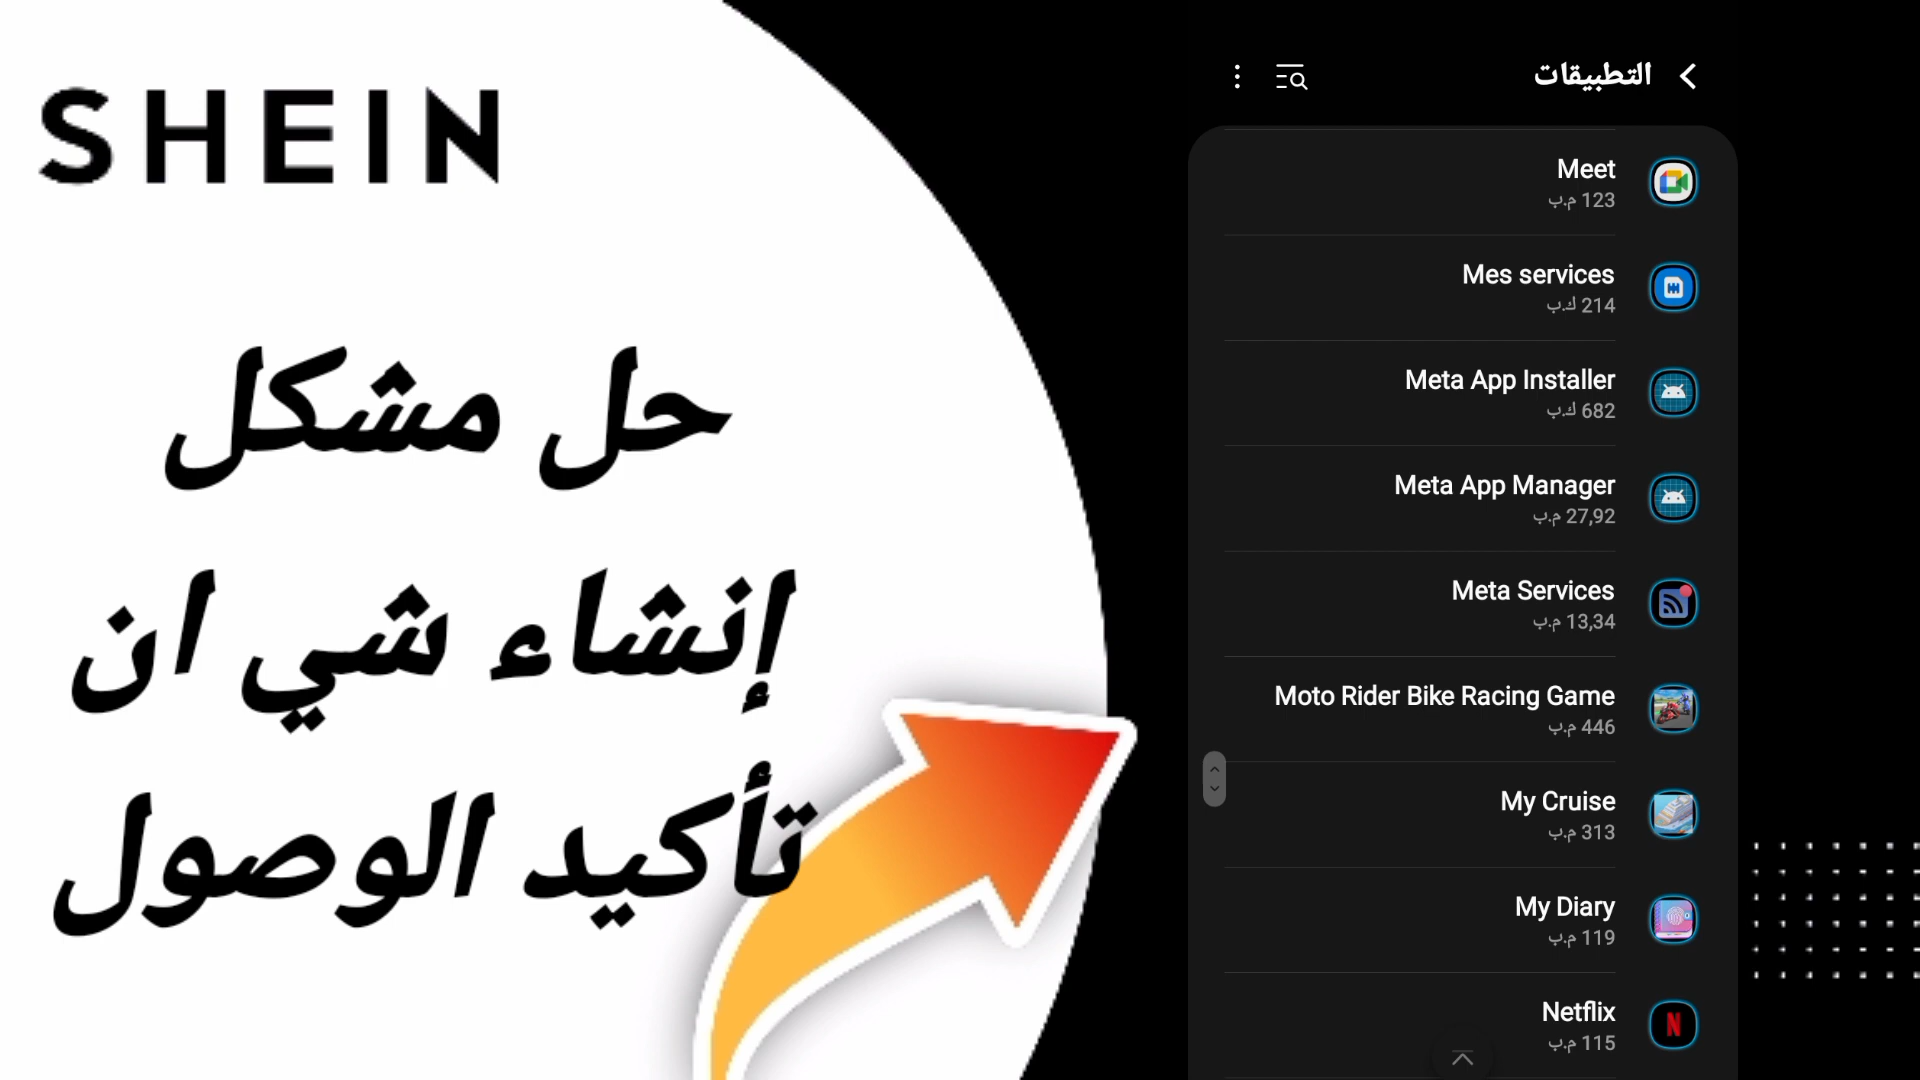 SHEIN
حل مشكل
إنشاء شي ان
تأكيد الوصول
التطبيقات
Meet
123 م.ب
Mes services
214 ك.ب
Meta App Installer
682 ك.ب
Meta App Manager
27,92 م.ب
Meta Services
13,34 م.ب
Moto Rider Bike Racing Game
446 م.ب
My Cruise
313 م.ب
My Diary
119 م.ب
Netflix
115 م.ب